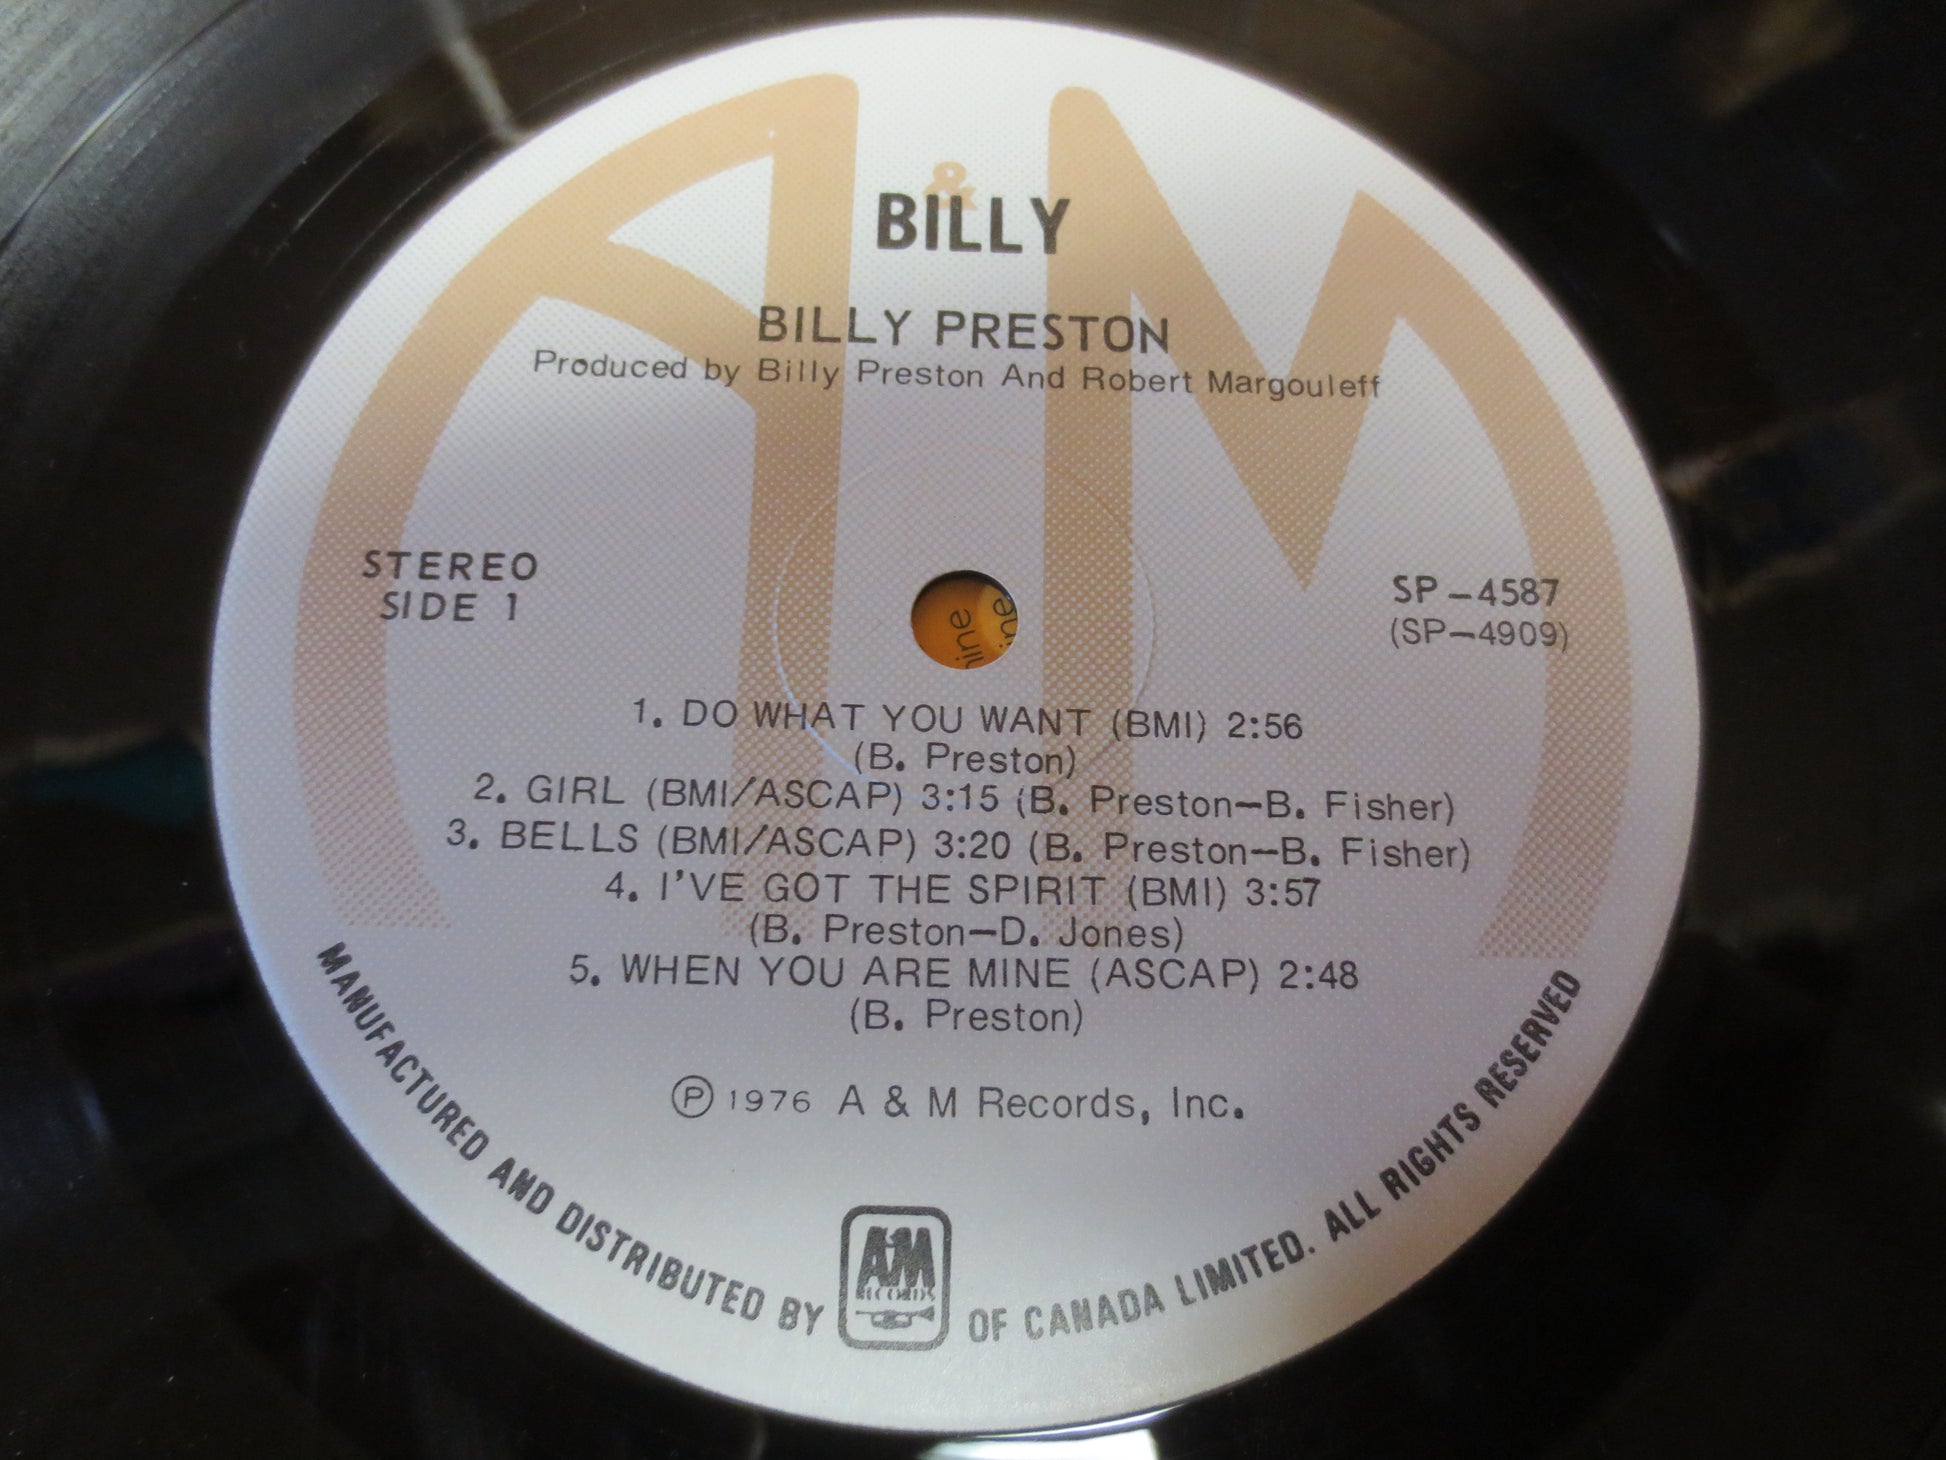 A & M
BILLY
BILLY PRESTON
Produced by Billy Preston And Robert Margouleff
STEREO
SIDE 1
SP-4587
(SP-4909)
ine
ine
1. DO WHAT YOU WANT (BMI) 2:56
(B. Preston)
2. GIRL (BMI/ASCAP) 3:15 (B. Preston-B. Fisher)
3. BELLS (BMI/ASCAP) 3:20 (B. Preston-B. Fisher)
4. I'VE GOT THE SPIRIT (BMI) 3:57
(B. Preston-D. Jones)
5. WHEN YOU ARE MINE (ASCAP) 2:48
(B. Preston)
℗ 1976 A & M Records, Inc.
MANUFACTURED AND DISTRIBUTED BY A&M RECORDS OF CANADA LIMITED. ALL RIGHTS RESERVED